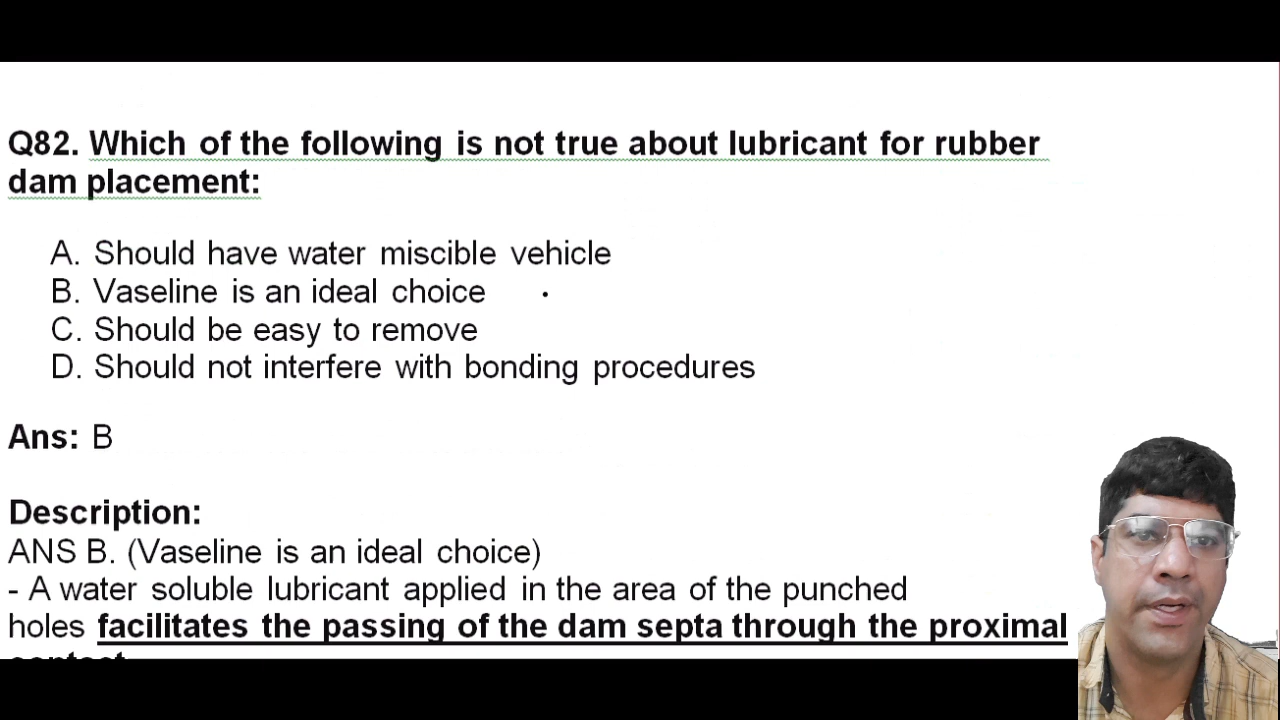 Q82. Which of the following is not true about lubricant for rubber
dam placement:
A. Should have water miscible vehicle
B. Vaseline is an ideal choice
C. Should be easy to remove
D. Should not interfere with bonding procedures
Ans: B
Description:
ANS B. (Vaseline is an ideal choice)
- A water soluble lubricant applied in the area of the punched
holes facilitates the passing of the dam septa through the proximal